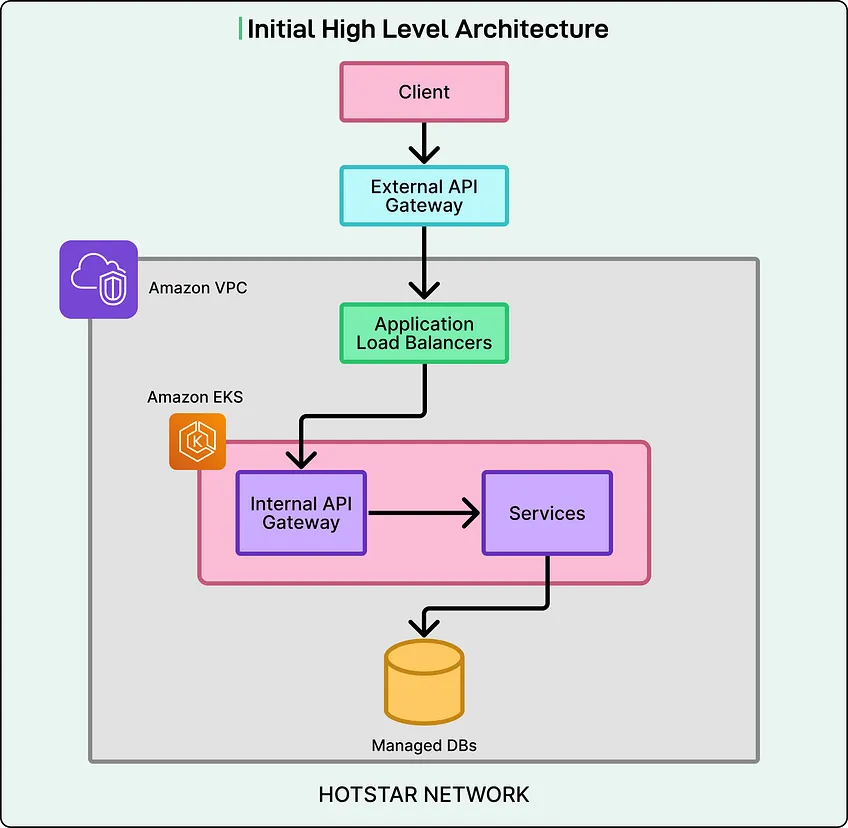 Initial High Level Architecture
Client
External API
Gateway
Amazon VPC
Application
Load Balancers
Amazon EKS
K
Internal API
Gateway
Services
Managed DBs
HOTSTAR NETWORK